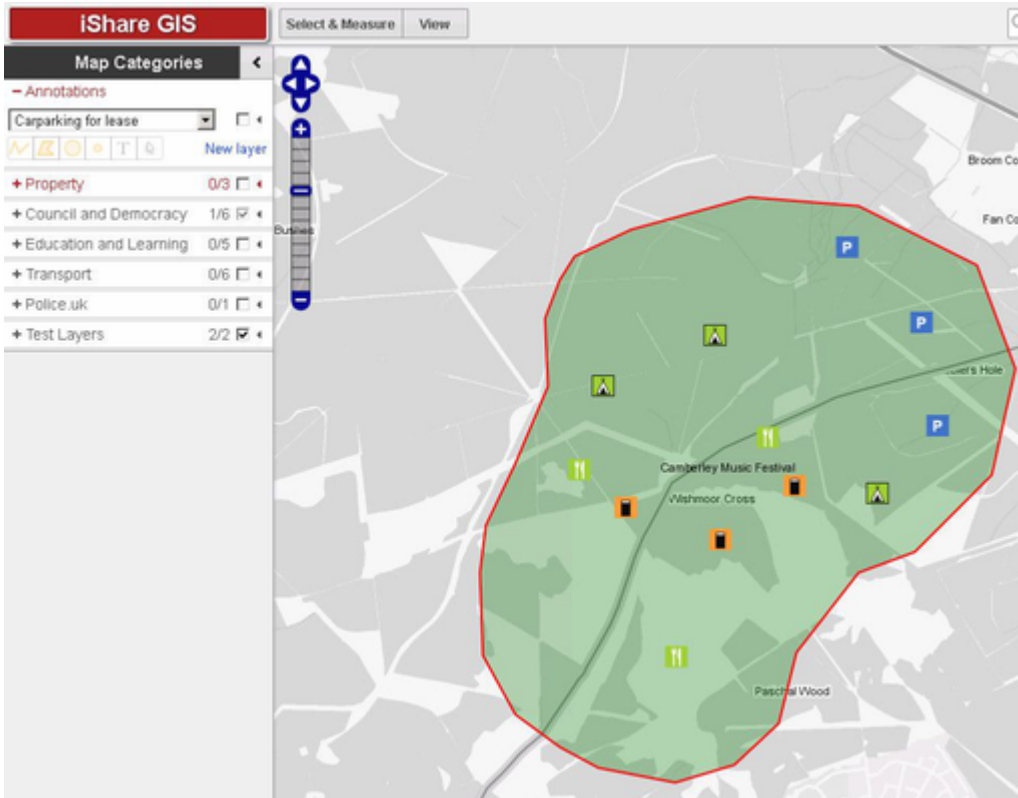 iShare GIS
Select & Measure View
Map Categories
Annotations
Carparking for lease
T
New layer
+ Property 0/3
+ Council and Democracy 1/6
+ Education and Learning 0/5
+ Transport 0/6
+ Police.uk 0/1
+ Test Layers 2/2
Broom Co
Fan Co
P
P
Hole
P
Camberley Music Festival
Wishmoor Cross
Paschal Wood